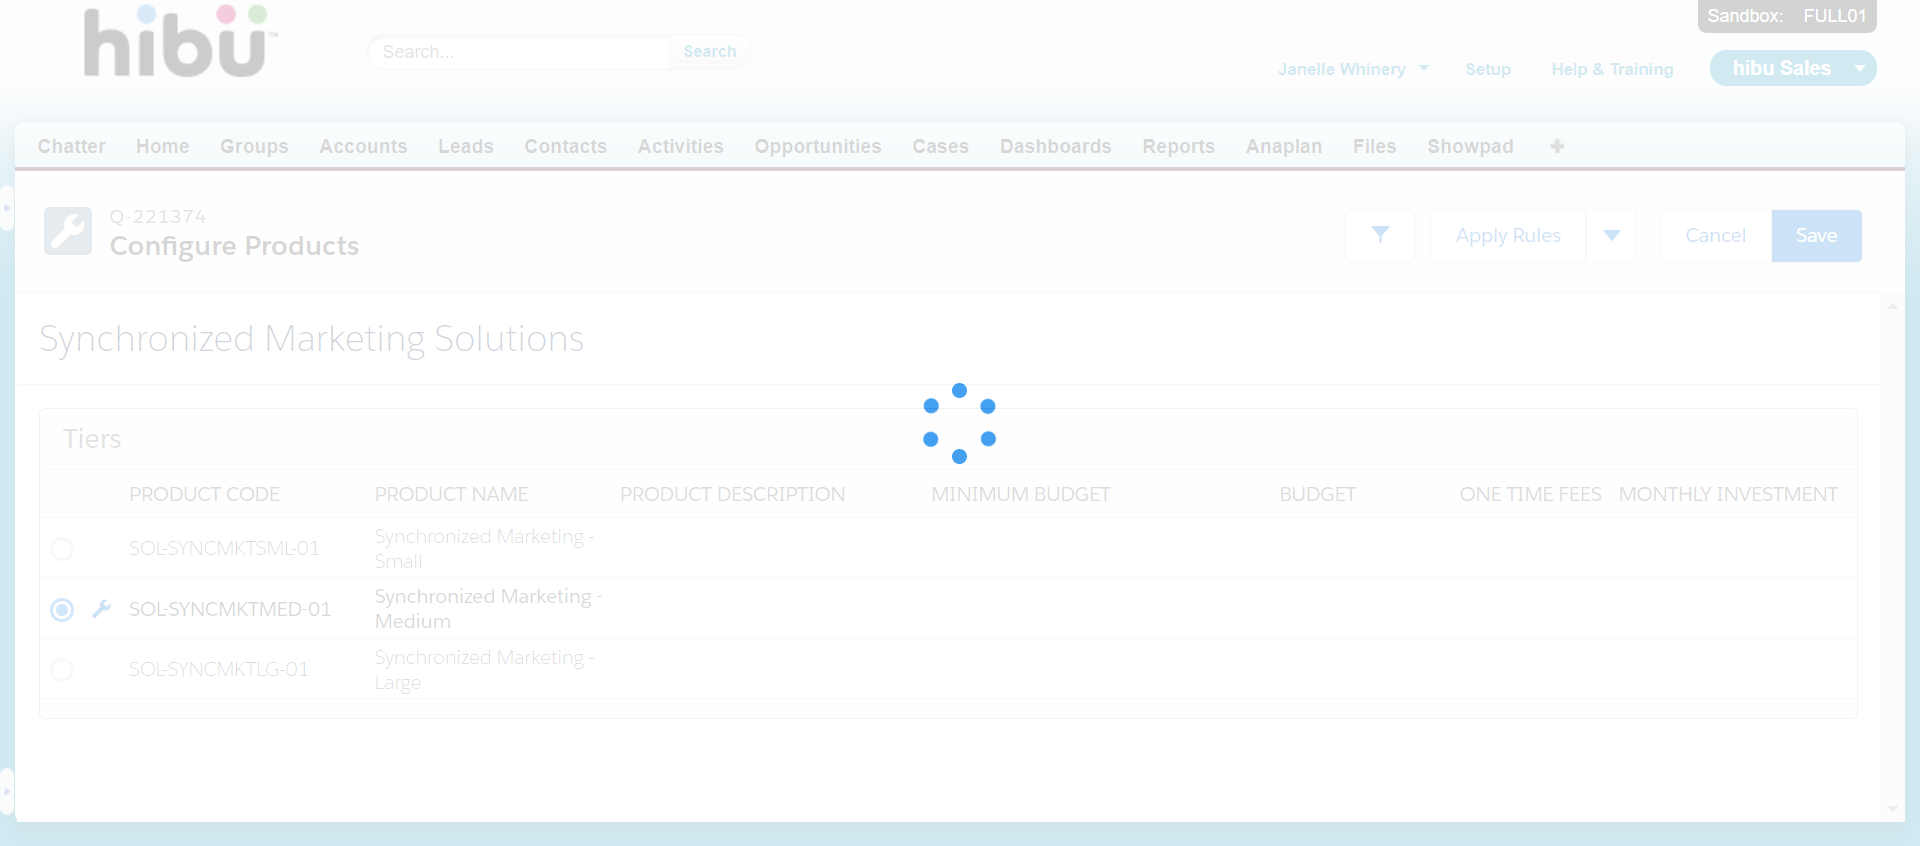 Sandbox: FULL01
hibu™
Search... Search
Janelle Whinery Setup Help & Training hibu Sales
Chatter Home Groups Accounts Leads Contacts Activities Opportunities Cases Dashboards Reports Anaplan Files Showpad
Q-221374
Configure Products
Apply Rules Cancel Save
Synchronized Marketing Solutions
Tiers
PRODUCT CODE PRODUCT NAME PRODUCT DESCRIPTION MINIMUM BUDGET BUDGET ONE TIME FEES MONTHLY INVESTMENT
SOL-SYNCMKTSML-01 Synchronized Marketing -
Small
SOL-SYNCMKTMED-01 Synchronized Marketing -
Medium
SOL-SYNCMKTLG-01 Synchronized Marketing -
Large